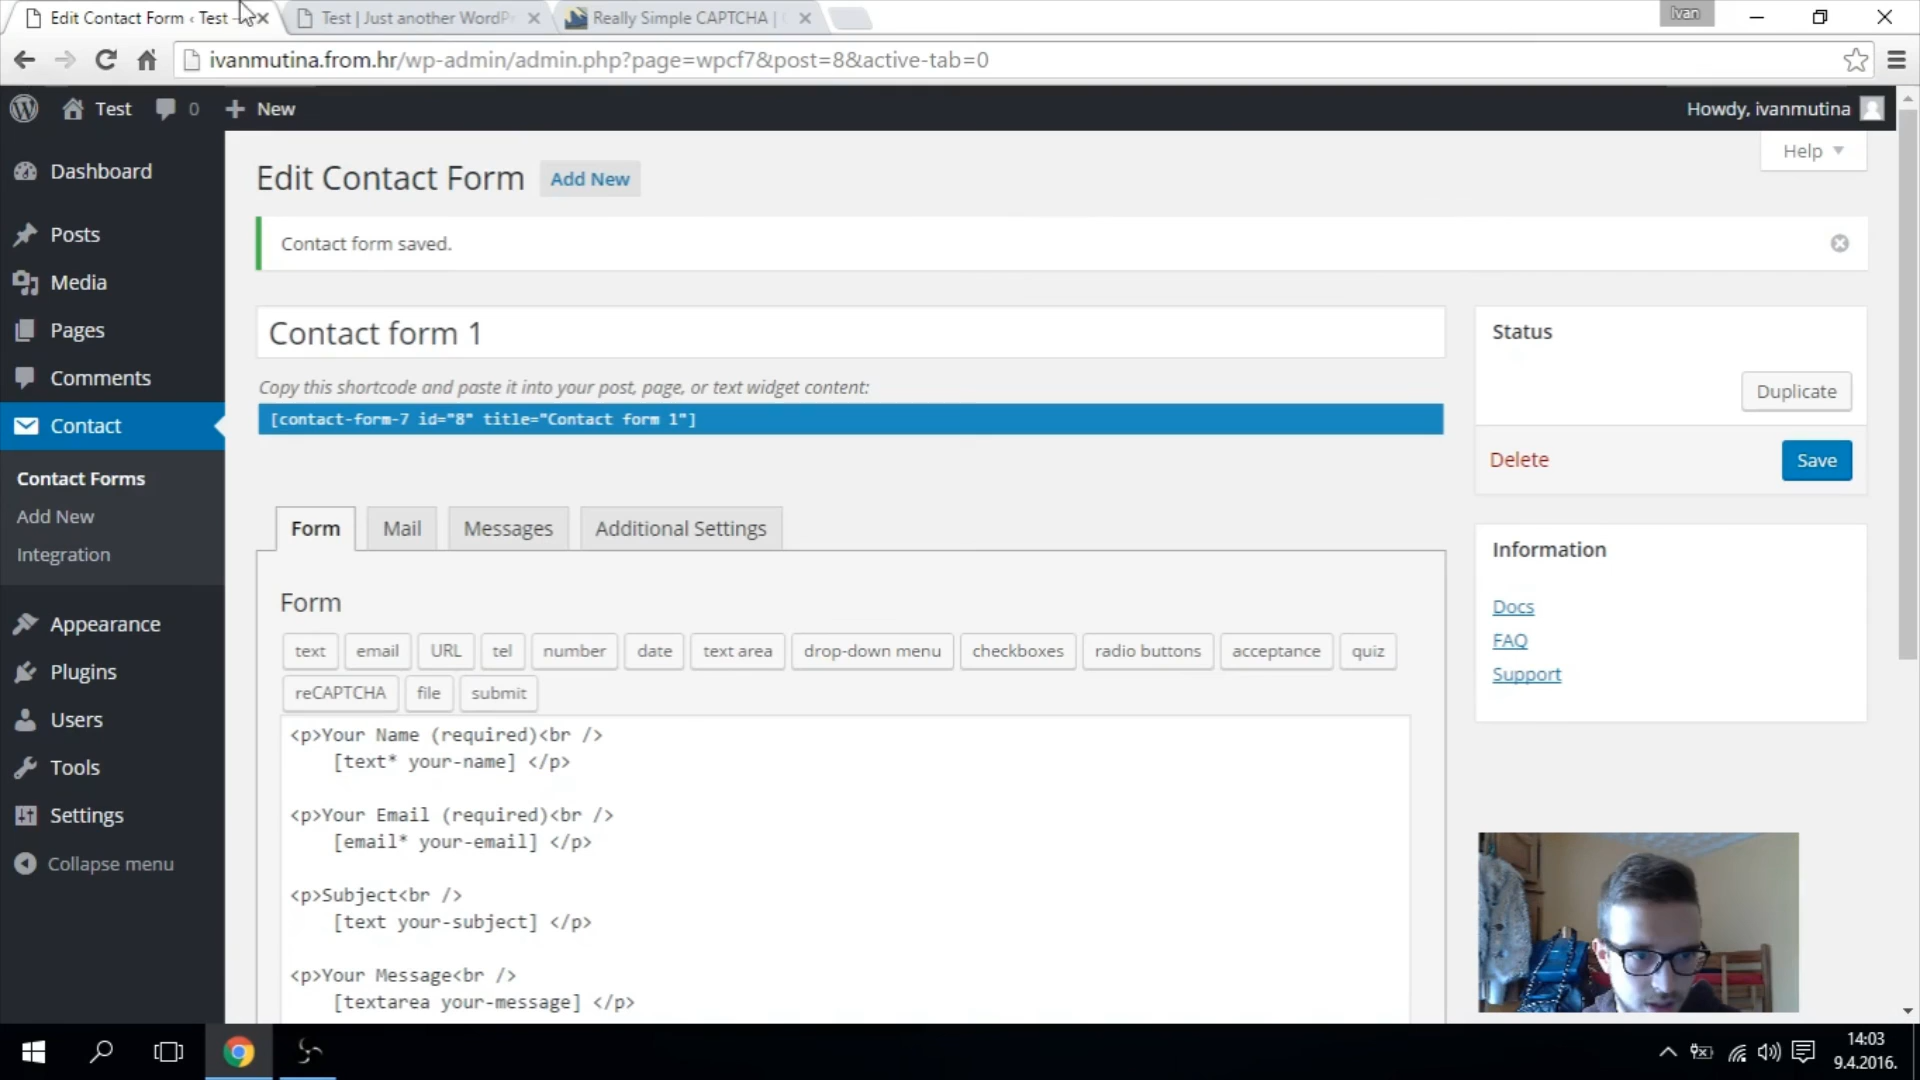 Edit Contact Form ‹ Test –
Test | Just another WordPr
Really Simple CAPTCHA |
Ivan
ivanmutina.from.hr/wp-admin/admin.php?page=wpcf7&post=8&active-tab=0
Test
0
New
Howdy, ivanmutina
Dashboard
Posts
Media
Pages
Comments
Contact
Contact Forms
Add New
Integration
Appearance
Plugins
Users
Tools
Settings
Collapse menu
Help
Edit Contact Form
Add New
Contact form saved.
Contact form 1
Copy this shortcode and paste it into your post, page, or text widget content:
[contact-form-7 id="8" title="Contact form 1"]
Status
Duplicate
Delete
Save
Information
Docs
FAQ
Support
Form
Mail
Messages
Additional Settings
Form
text
email
URL
tel
number
date
text area
drop-down menu
checkboxes
radio buttons
acceptance
quiz
reCAPTCHA
file
submit
<p>Your Name (required)<br />
[text* your-name] </p>
<p>Your Email (required)<br />
[email* your-email] </p>
<p>Subject<br />
[text your-subject] </p>
<p>Your Message<br />
[textarea your-message] </p>
14:03
9.4.2016.